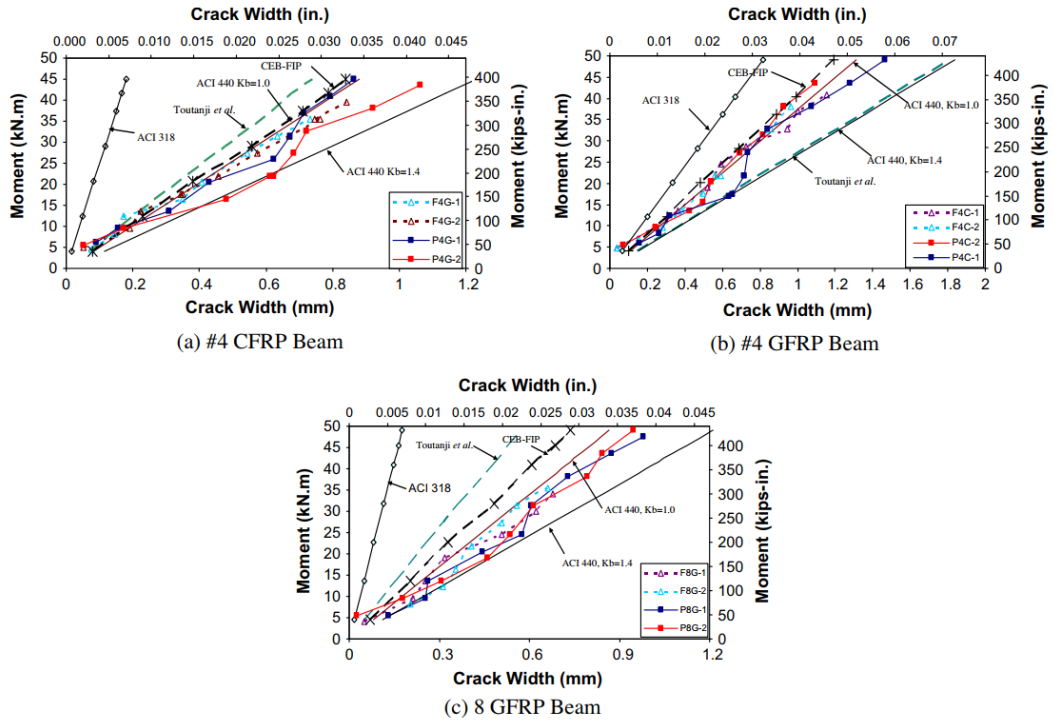 Crack Width (in.)
0.000 0.005 0.010 0.015 0.020 0.025 0.030 0.035 0.040 0.045
50
45
40
35
30
25
20
15
10
5
0
Moment (kN.m)
CEB-FIP
ACI 440 Kb=1.0
Toutanji et al.
ACI 318
ACI 440 Kb=1.4
F4G-1
F4G-2
P4G-1
P4G-2
400
350
300
250
200
150
100
50
0
Moment (kips-in.)
0 0.2 0.4 0.6 0.8 1 1.2
Crack Width (mm)
(a) #4 CFRP Beam
Crack Width (in.)
0 0.01 0.02 0.03 0.04 0.05 0.06 0.07
50
45
40
35
30
25
20
15
10
5
0
Moment (kN.m)
CEB-FIP
ACI 318
ACI 440, Kb=1.0
ACI 440, Kb=1.4
Toutanji et al.
F4C-1
F4C-2
P4C-2
P4C-1
400
350
300
250
200
150
100
50
0
Moment (kips-in.)
0 0.2 0.4 0.6 0.8 1 1.2 1.4 1.6 1.8 2
Crack Width (mm)
(b) #4 GFRP Beam
Crack Width (in.)
0 0.005 0.01 0.015 0.02 0.025 0.03 0.035 0.04 0.045
50
45
40
35
30
25
20
15
10
5
0
Moment (kN.m)
Toutanji et al.
CEB-FIP
ACI 318
ACI 440, Kb=1.0
ACI 440, Kb=1.4
F8G-1
F8G-2
P8G-1
P8G-2
400
350
300
250
200
150
100
50
0
Moment (kips-in.)
0 0.3 0.6 0.9 1.2
Crack Width (mm)
(c) 8 GFRP Beam